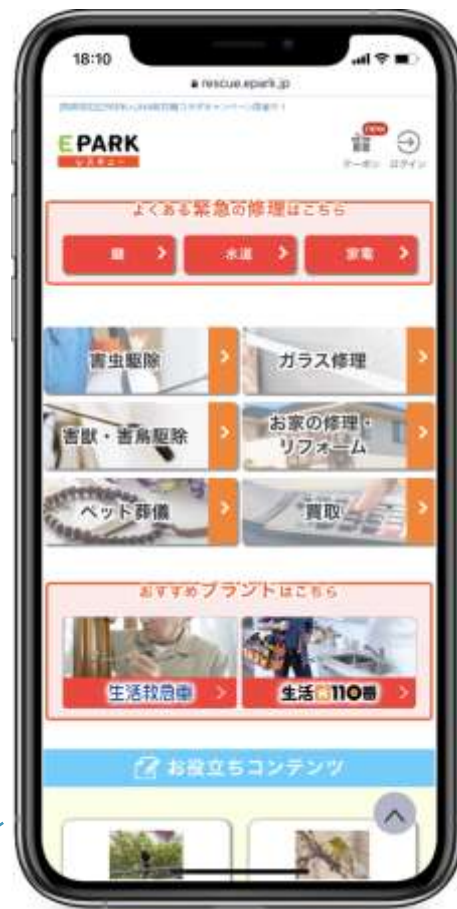 18:10
rescue.epark.jp
EPARK
レスキュー
new
クーポン
ログイン
よくある緊急の修理はこちら
鍵
水道
家電
害虫駆除
ガラス修理
害獣・害鳥駆除
お家の修理・
リフォーム
ペット葬儀
買取
おすすめブランドはこちら
生活救急車
生活110番
お役立ちコンテンツ